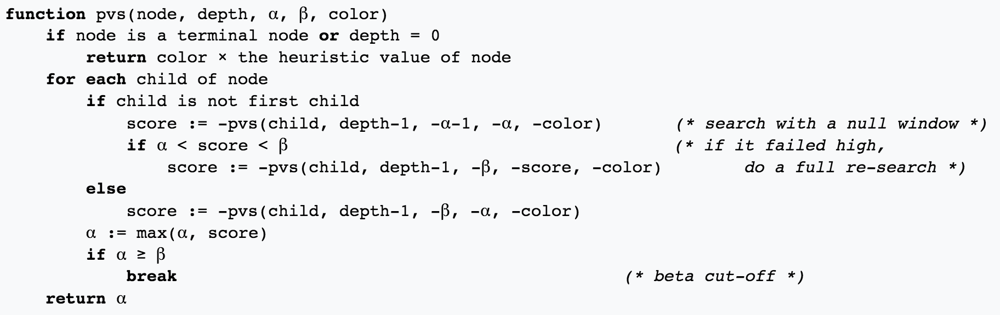 function pvs(node, depth, α, β, color)
    if node is a terminal node or depth = 0
        return color × the heuristic value of node
    for each child of node
        if child is not first child
            score := -pvs(child, depth-1, -α-1, -α, -color)       (* search with a null window *)
            if α < score < β                                      (* if it failed high,
                score := -pvs(child, depth-1, -β, -score, -color)        do a full re-search *)
        else
            score := -pvs(child, depth-1, -β, -α, -color)
        α := max(α, score)
        if α ≥ β
            break                                            (* beta cut-off *)
    return α